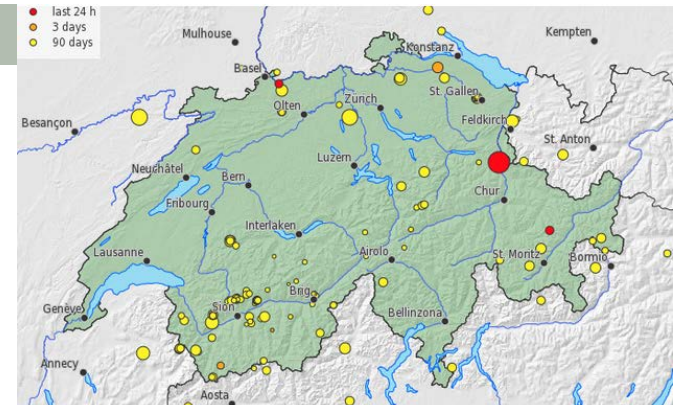 last 24 h
3 days
90 days
Mulhouse
Konstanz
Kempten
Basel
Olten
Zürich
St. Gallen
Besançon
Feldkirch
St. Anton
Neuchâtel
Luzern
Bern
Chur
Fribourg
Interlaken
Lausanne
Airolo
St. Moritz
Bormio
Brig
Sion
Genève
Bellinzona
Annecy
Aosta